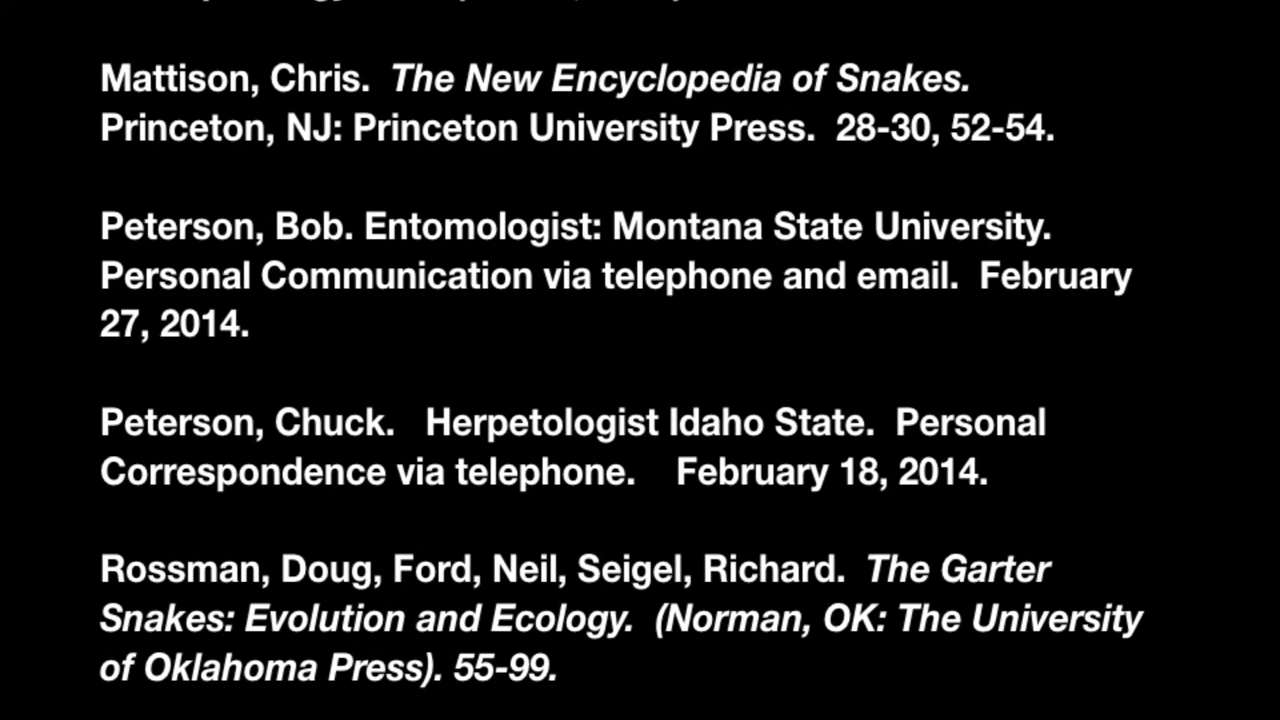 Mattison, Chris.  The New Encyclopedia of Snakes.
Princeton, NJ: Princeton University Press.  28-30, 52-54.
Peterson, Bob. Entomologist: Montana State University.
Personal Communication via telephone and email.  February
27, 2014.
Peterson, Chuck.   Herpetologist Idaho State.  Personal
Correspondence via telephone.    February 18, 2014.
Rossman, Doug, Ford, Neil, Seigel, Richard.  The Garter
Snakes: Evolution and Ecology.  (Norman, OK: The University
of Oklahoma Press). 55-99.